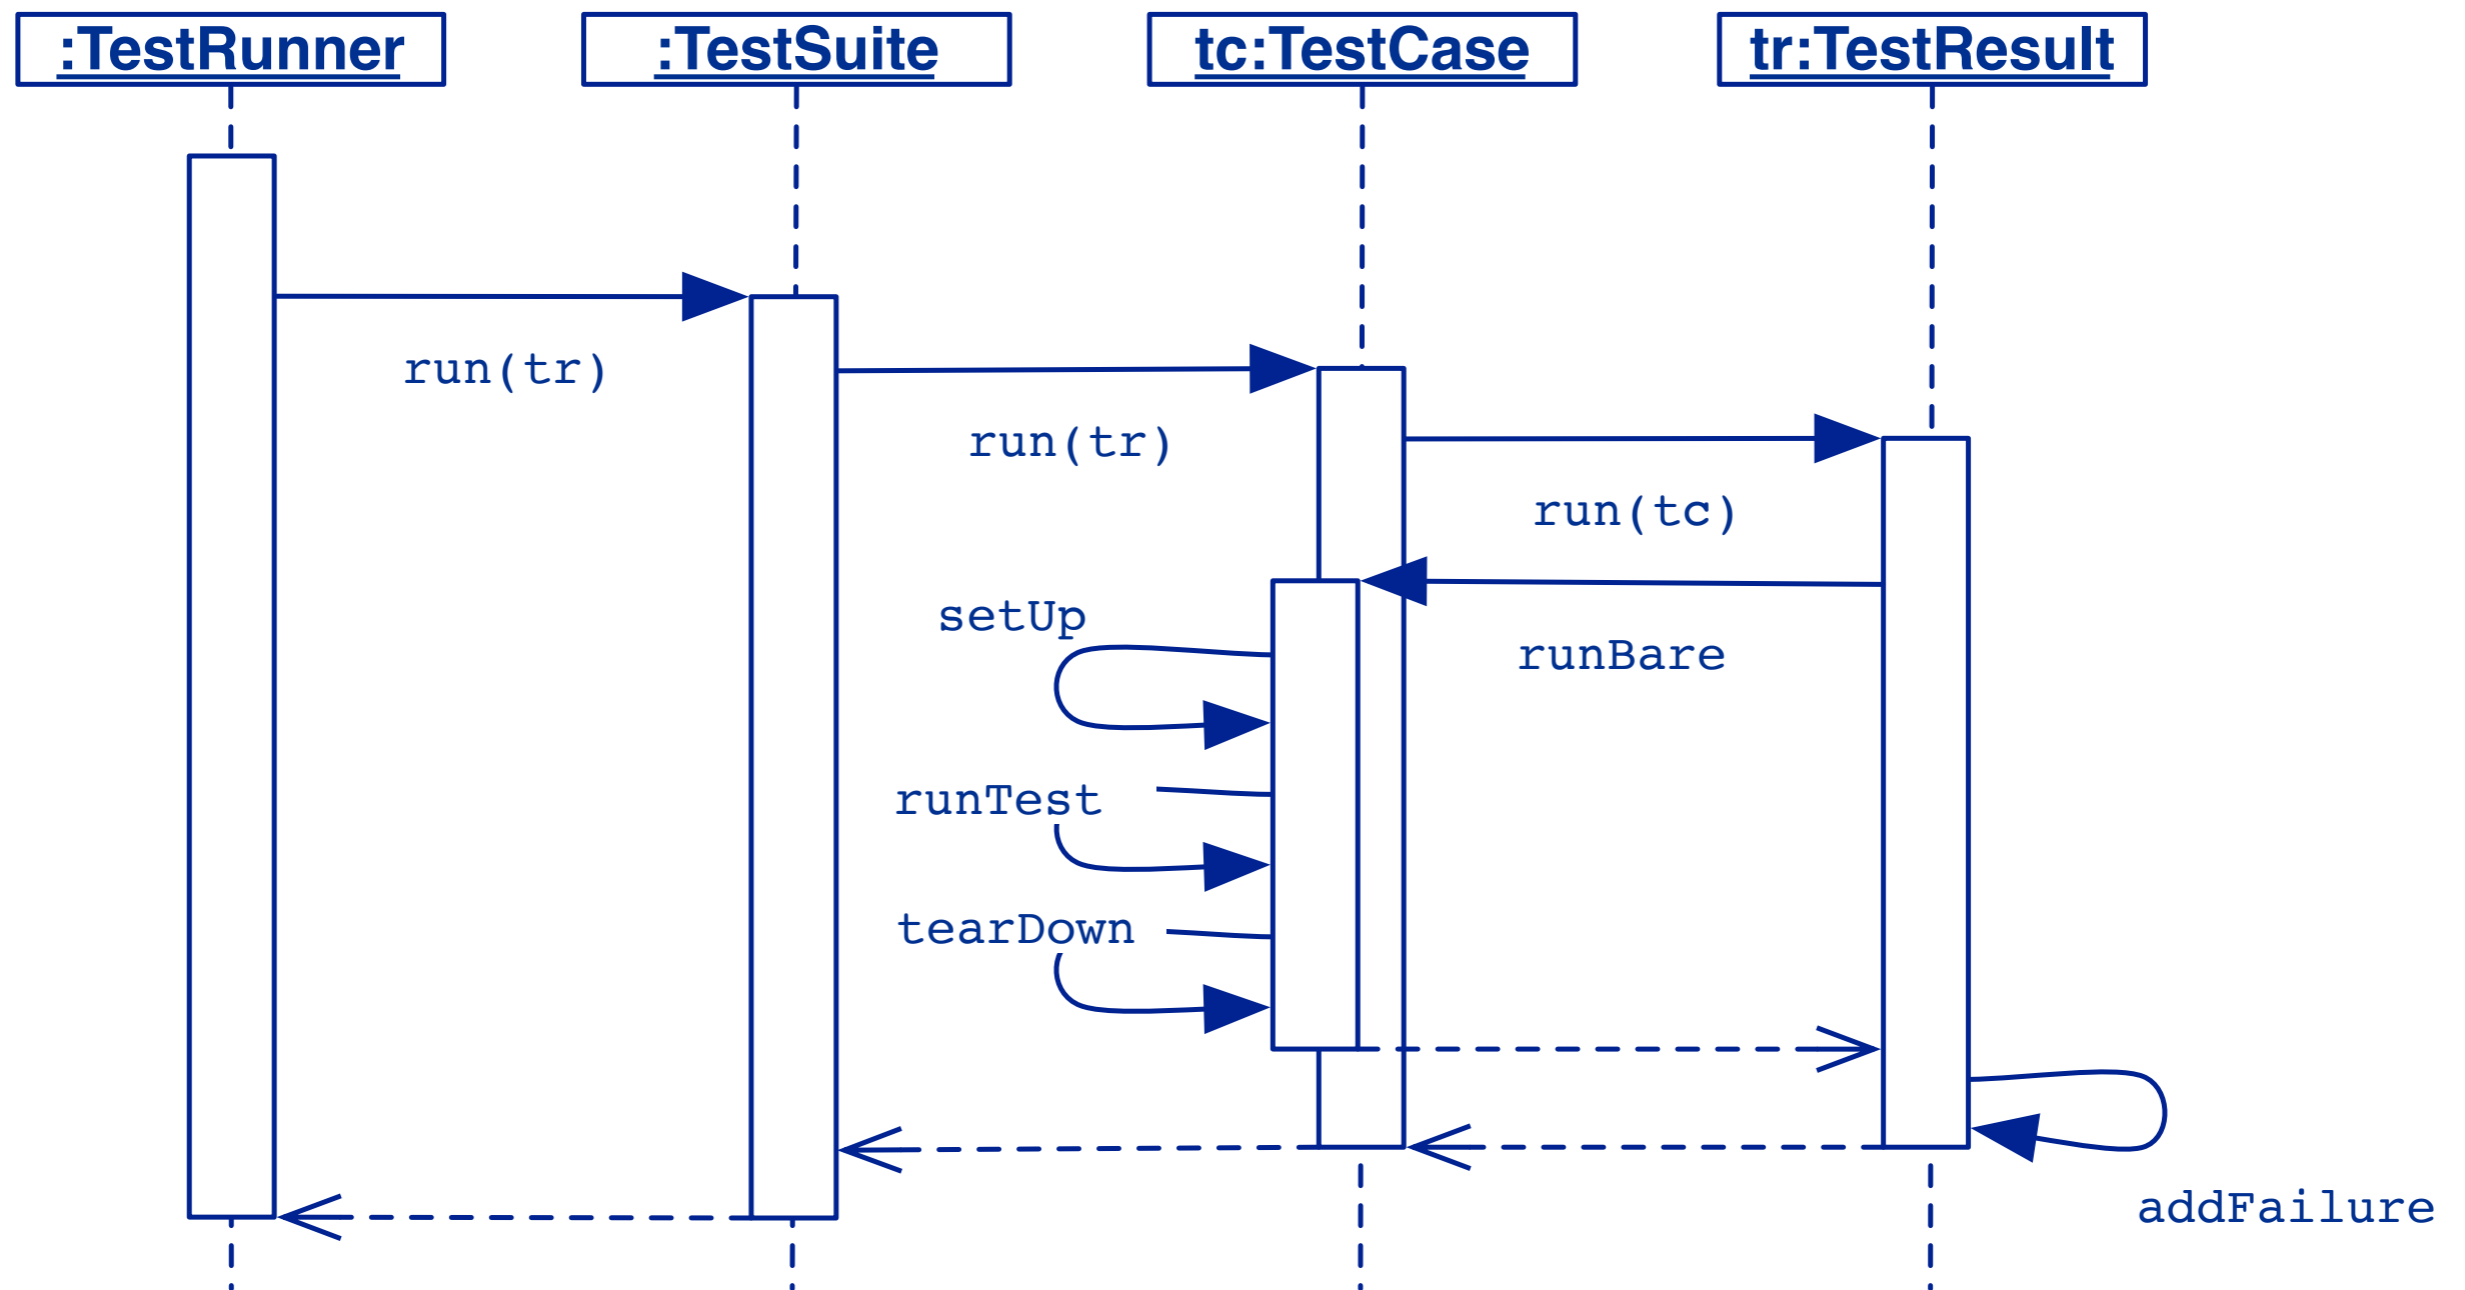 :TestRunner
:TestSuite
tc:TestCase
tr:TestResult
run(tr)
run(tr)
run(tc)
setUp
runBare
runTest
tearDown
addFailure